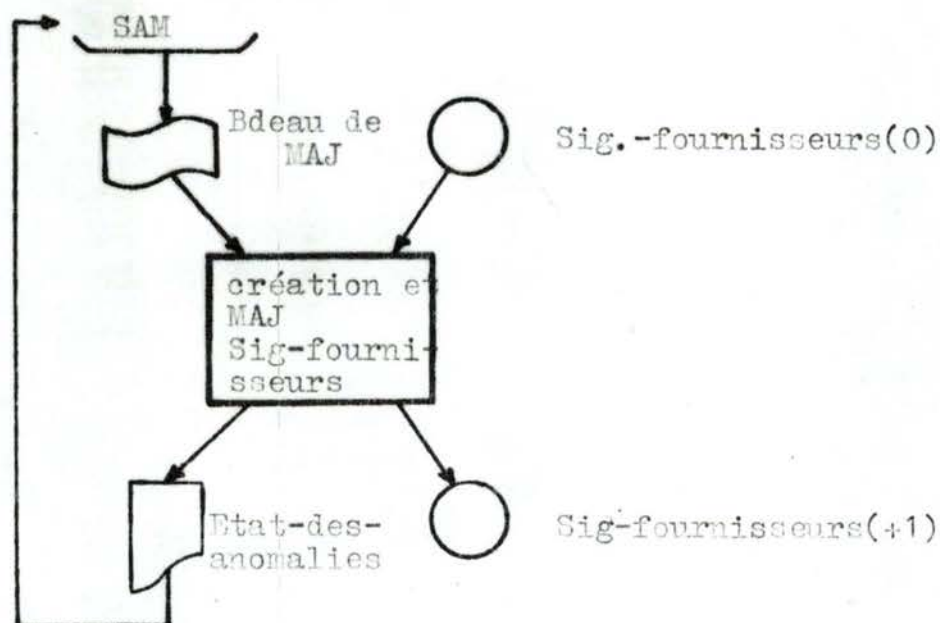 SAM
Bdeau de
MAJ
Sig.-fournisseurs(0)
création et
MAJ
Sig-fourni-
sseurs
Etat-des-
anomalies
Sig-fournisseurs(+1)